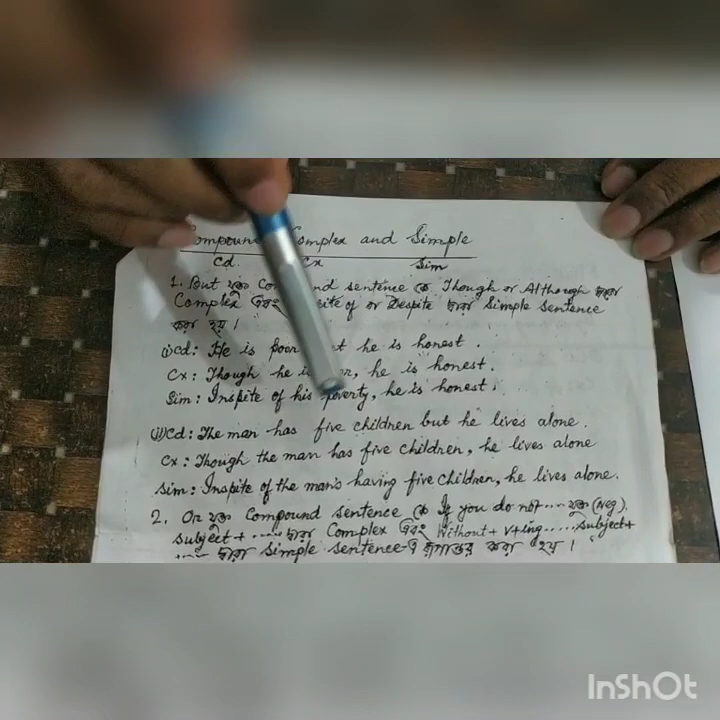 Complex and Simple
Cd. Cx Sim
1. But যুক্ত sentence কে Though or Although দ্বারা
Complex এবং of or Despite দ্বারা Simple sentence
করা হয় ।
(i) Cd: He is poor he is honest.
Cx: Though he is , he is honest.
Sim: Inspite of his poverty, he is honest.
(ii) Cd: The man has five children but he lives alone.
Cx: Though the man has five children, he lives alone
Sim: Inspite of the man's having five children, he lives alone.
2. Or যুক্ত Compound sentence কে If you do not .... যুক্ত (Neg).
Subject + ..... দ্বারা Complex এবং Without + V+ing ..... Subject +
..... দ্বারা Simple sentence-এ রূপান্তর করা হয় ।
InShOt